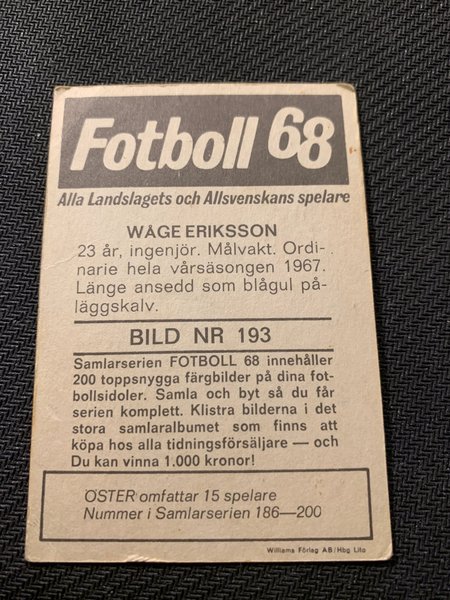 Fotboll 68
Alla Landslagets och Allsvenskans spelare
WÅGE ERIKSSON
23 år, ingenjör. Målvakt. Ordi-
narie hela vårsäsongen 1967.
Länge ansedd som blågul på-
läggskalv.
BILD NR 193
Samlarserien FOTBOLL 68 innehåller
200 toppsnygga färgbilder på dina fot-
bollsidoler. Samla och byt så du får
serien komplett. Klistra bilderna i det
stora samlaralbumet som finns att
köpa hos alla tidningsförsäljare — och
Du kan vinna 1.000 kronor!
ÖSTER omfattar 15 spelare
Nummer i Samlarserien 186—200
Williams Förlag AB/Hbg Lito